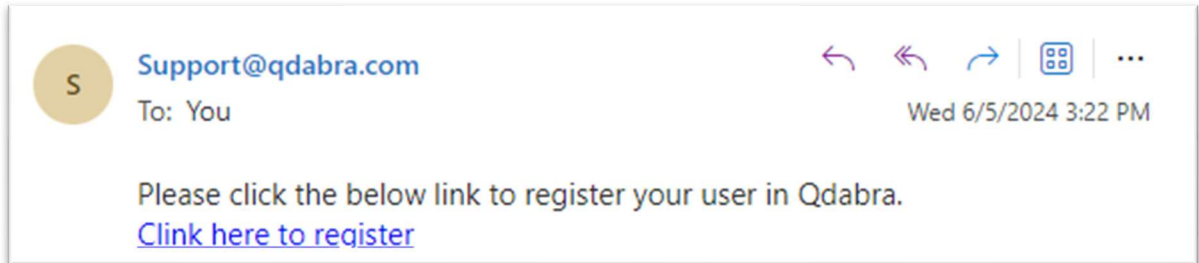 S
Support@qdabra.com
To: You
Wed 6/5/2024 3:22 PM
Please click the below link to register your user in Qdabra.
Clink here to register